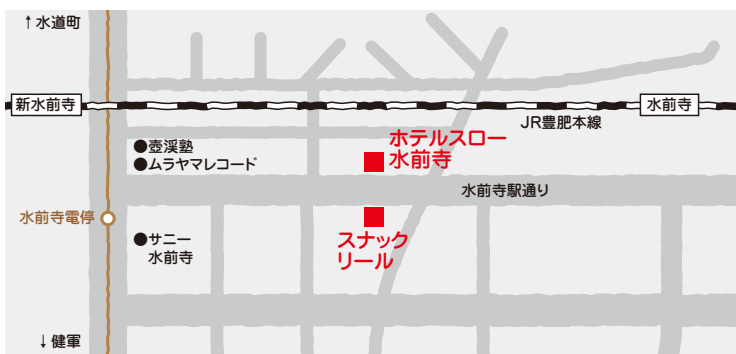 ↑水道町
新水前寺
水前寺
JR豊肥本線
●壺溪塾
●ムラヤマレコード
ホテルスロー
水前寺
水前寺駅通り
水前寺電停
●サニー
水前寺
スナック
リール
↓健軍